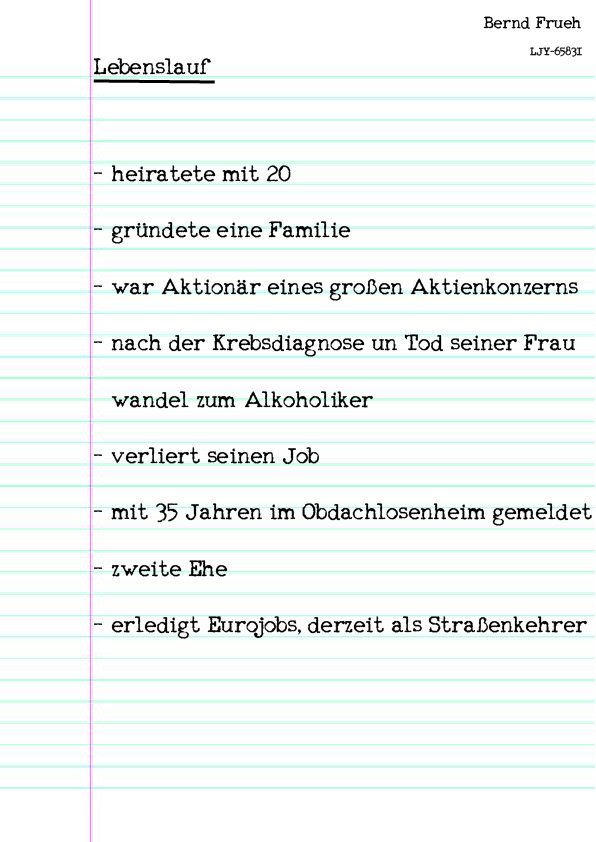 Bernd Frueh
LJY-65831
Lebenslauf
- heiratete mit 20
- gründete eine Familie
- war Aktionär eines großen Aktienkonzerns
- nach der Krebsdiagnose un Tod seiner Frau
wandel zum Alkoholiker
- verliert seinen Job
- mit 35 Jahren im Obdachlosenheim gemeldet
- zweite Ehe
- erledigt Eurojobs, derzeit als Straßenkehrer